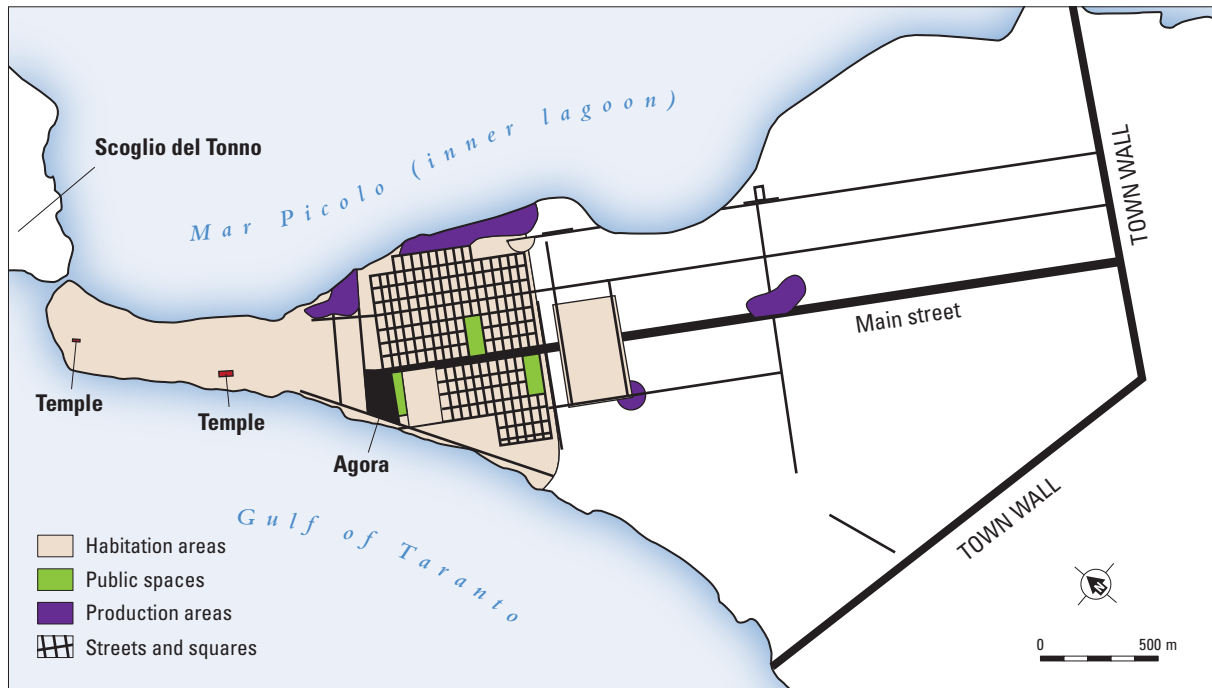 Scoglio del Tonno
Mar Picolo (inner lagoon)
TOWN WALL
Main street
Temple
Temple
Agora
TOWN WALL
Gulf of Taranto
Habitation areas
Public spaces
Production areas
Streets and squares
N
0 500 m